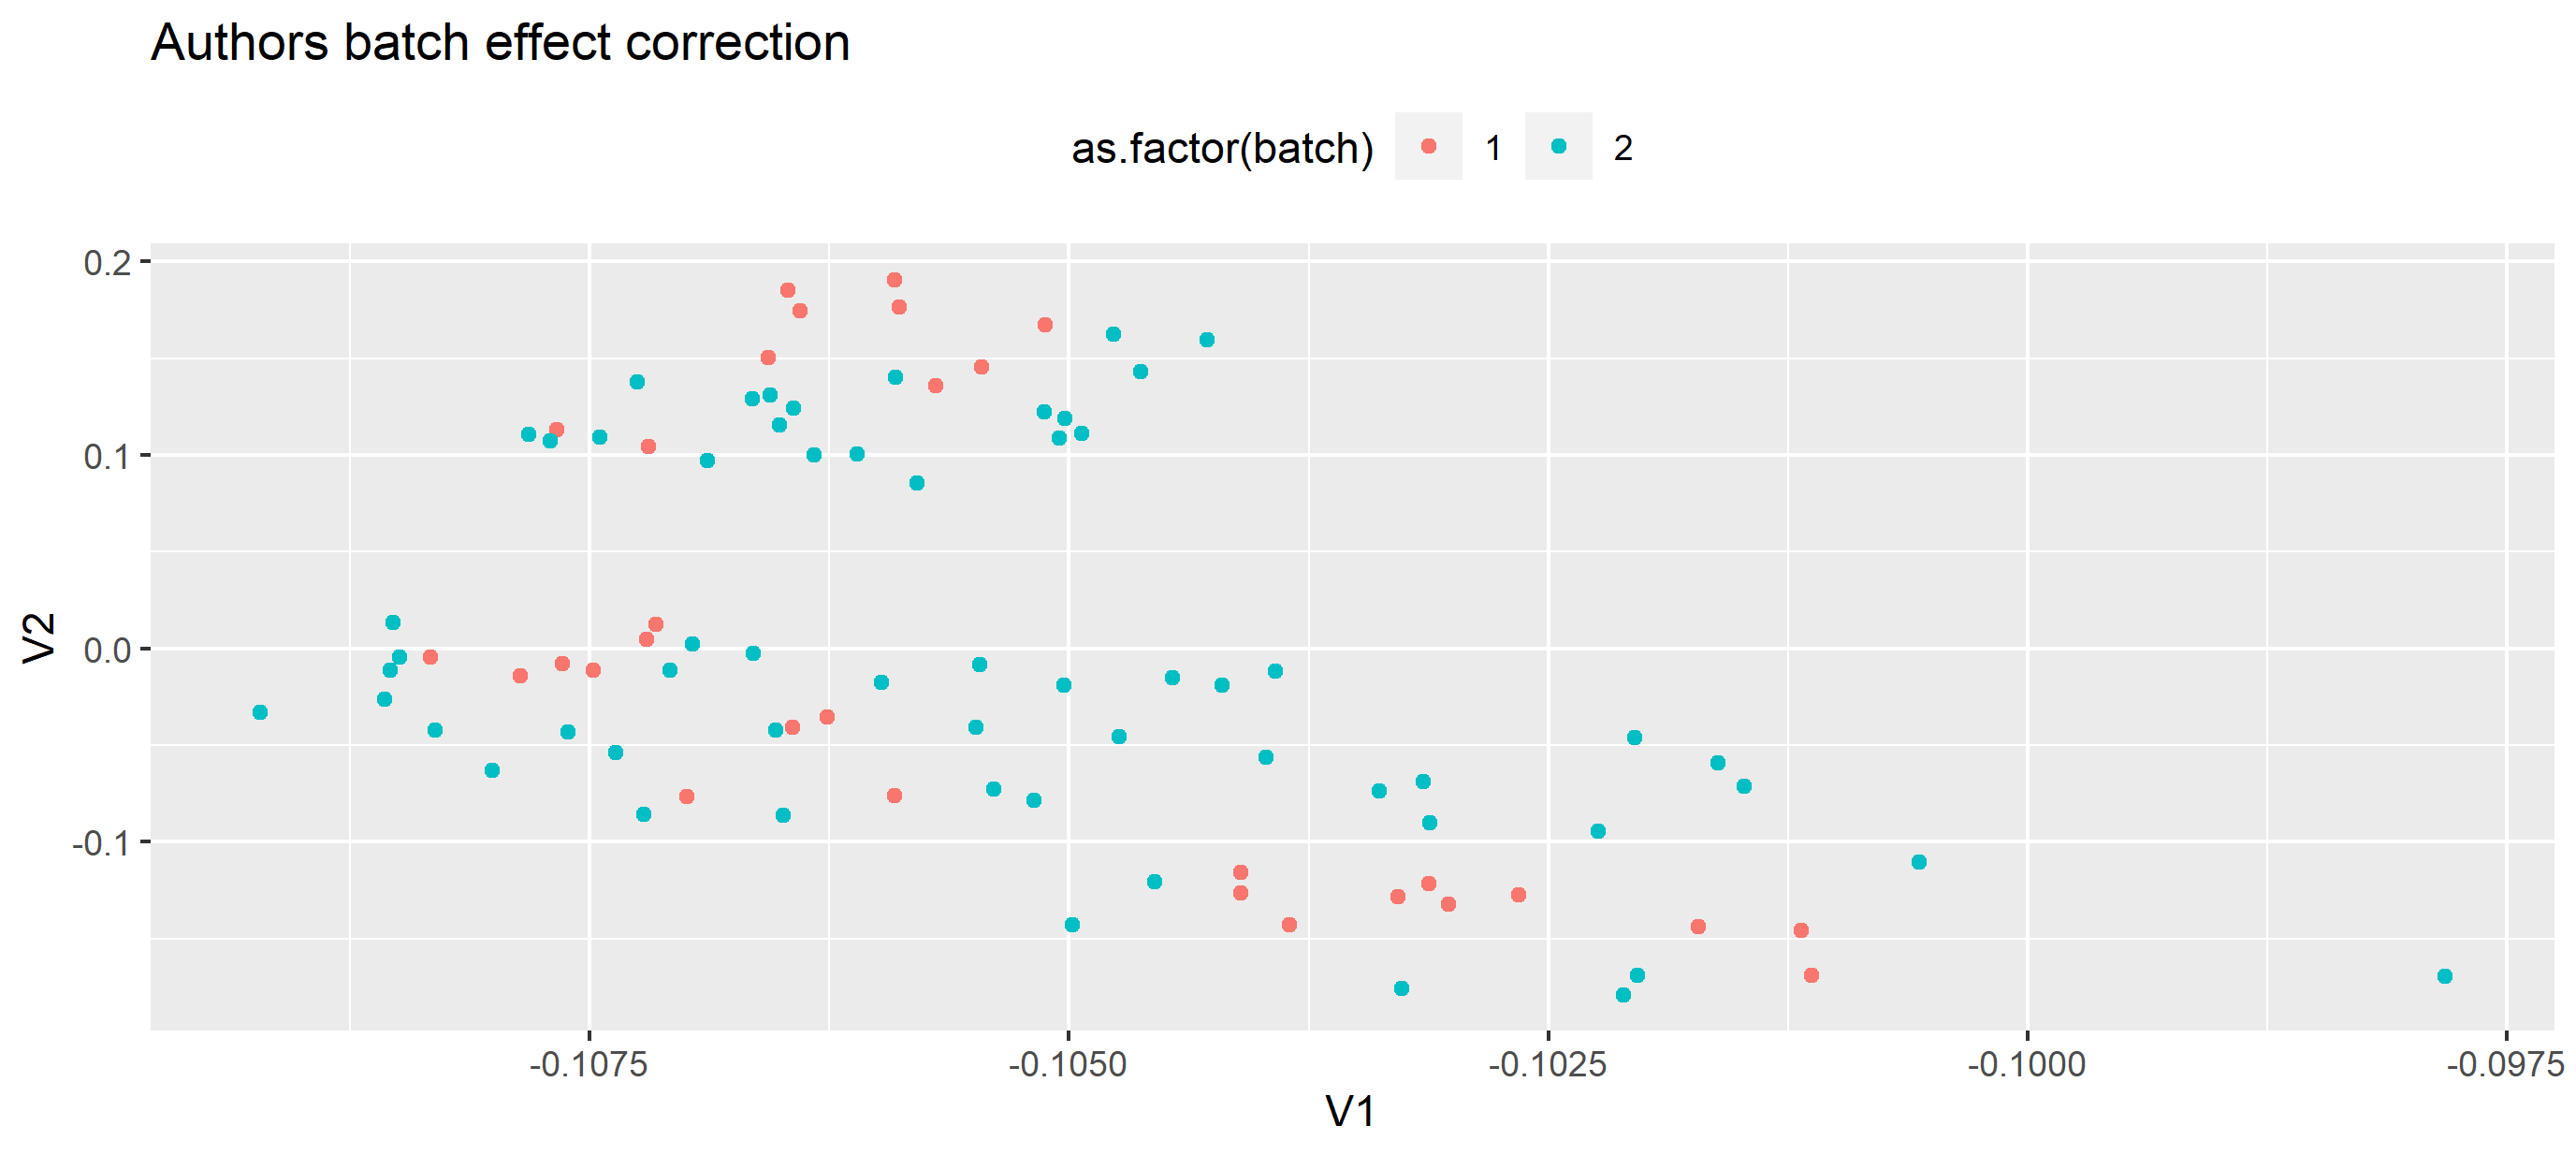 Authors batch effect correction
as.factor(batch) 1 2
0.2
0.1
0.0
-0.1
V2
-0.1075 -0.1050 -0.1025 -0.1000 -0.0975
V1